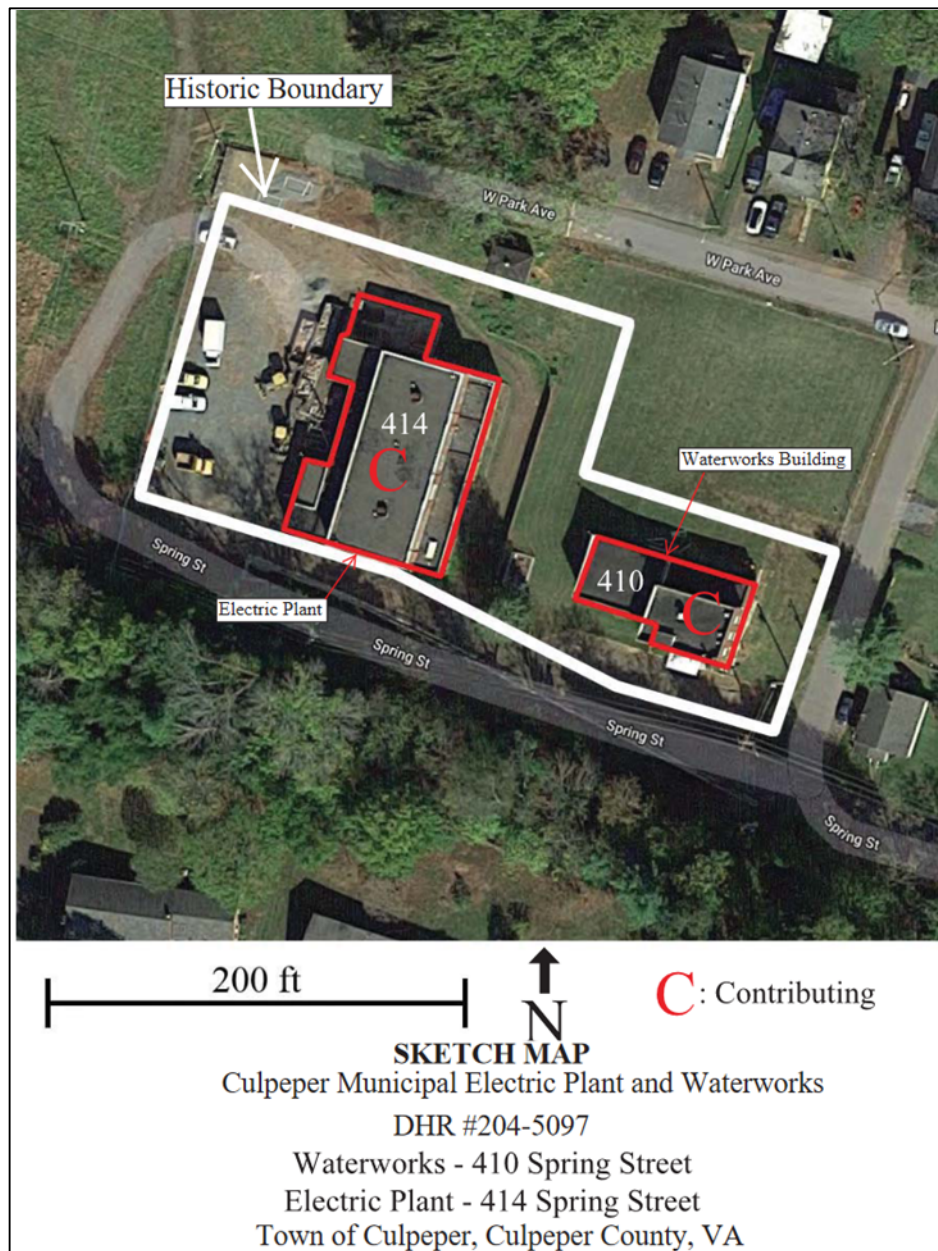 Historic Boundary
W Park Ave
W Park Ave
414
C
Waterworks Building
410
C
Spring St
Electric Plant
Spring St
Spring St
Spring St
200 ft
N
C: Contributing
SKETCH MAP
Culpeper Municipal Electric Plant and Waterworks
DHR #204-5097
Waterworks - 410 Spring Street
Electric Plant - 414 Spring Street
Town of Culpeper, Culpeper County, VA